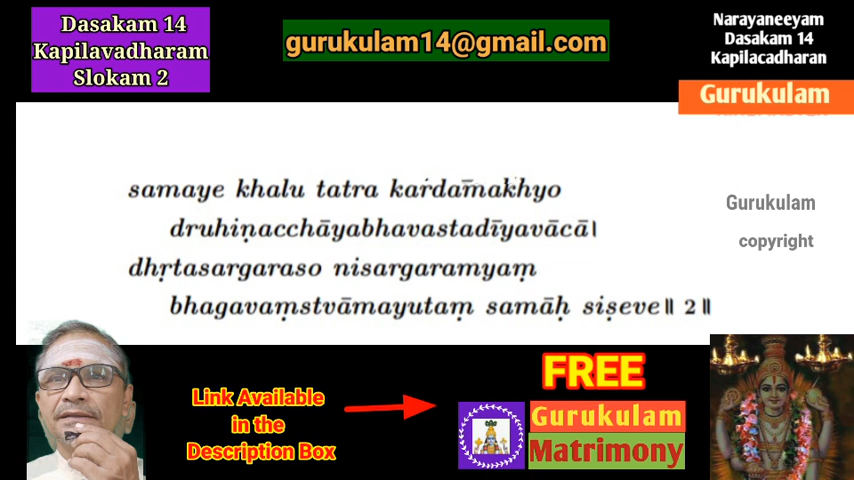 Dasakam 14
Kapilavadharam
Slokam 2
gurukulam14@gmail.com
Narayaneeyam
Dasakam 14
Kapilacadharan
Gurukulam
samaye khalu tatra kardamākhyo
druhiṇacchāyabhavastadīyavācā।
dhṛtasargaraso nisargaramyaṃ
bhagavaṃstvāmayutaṃ samāḥ siṣeve॥ 2॥
Gurukulam
copyright
Link Available
in the
Description Box
FREE
Gurukulam
Matrimony